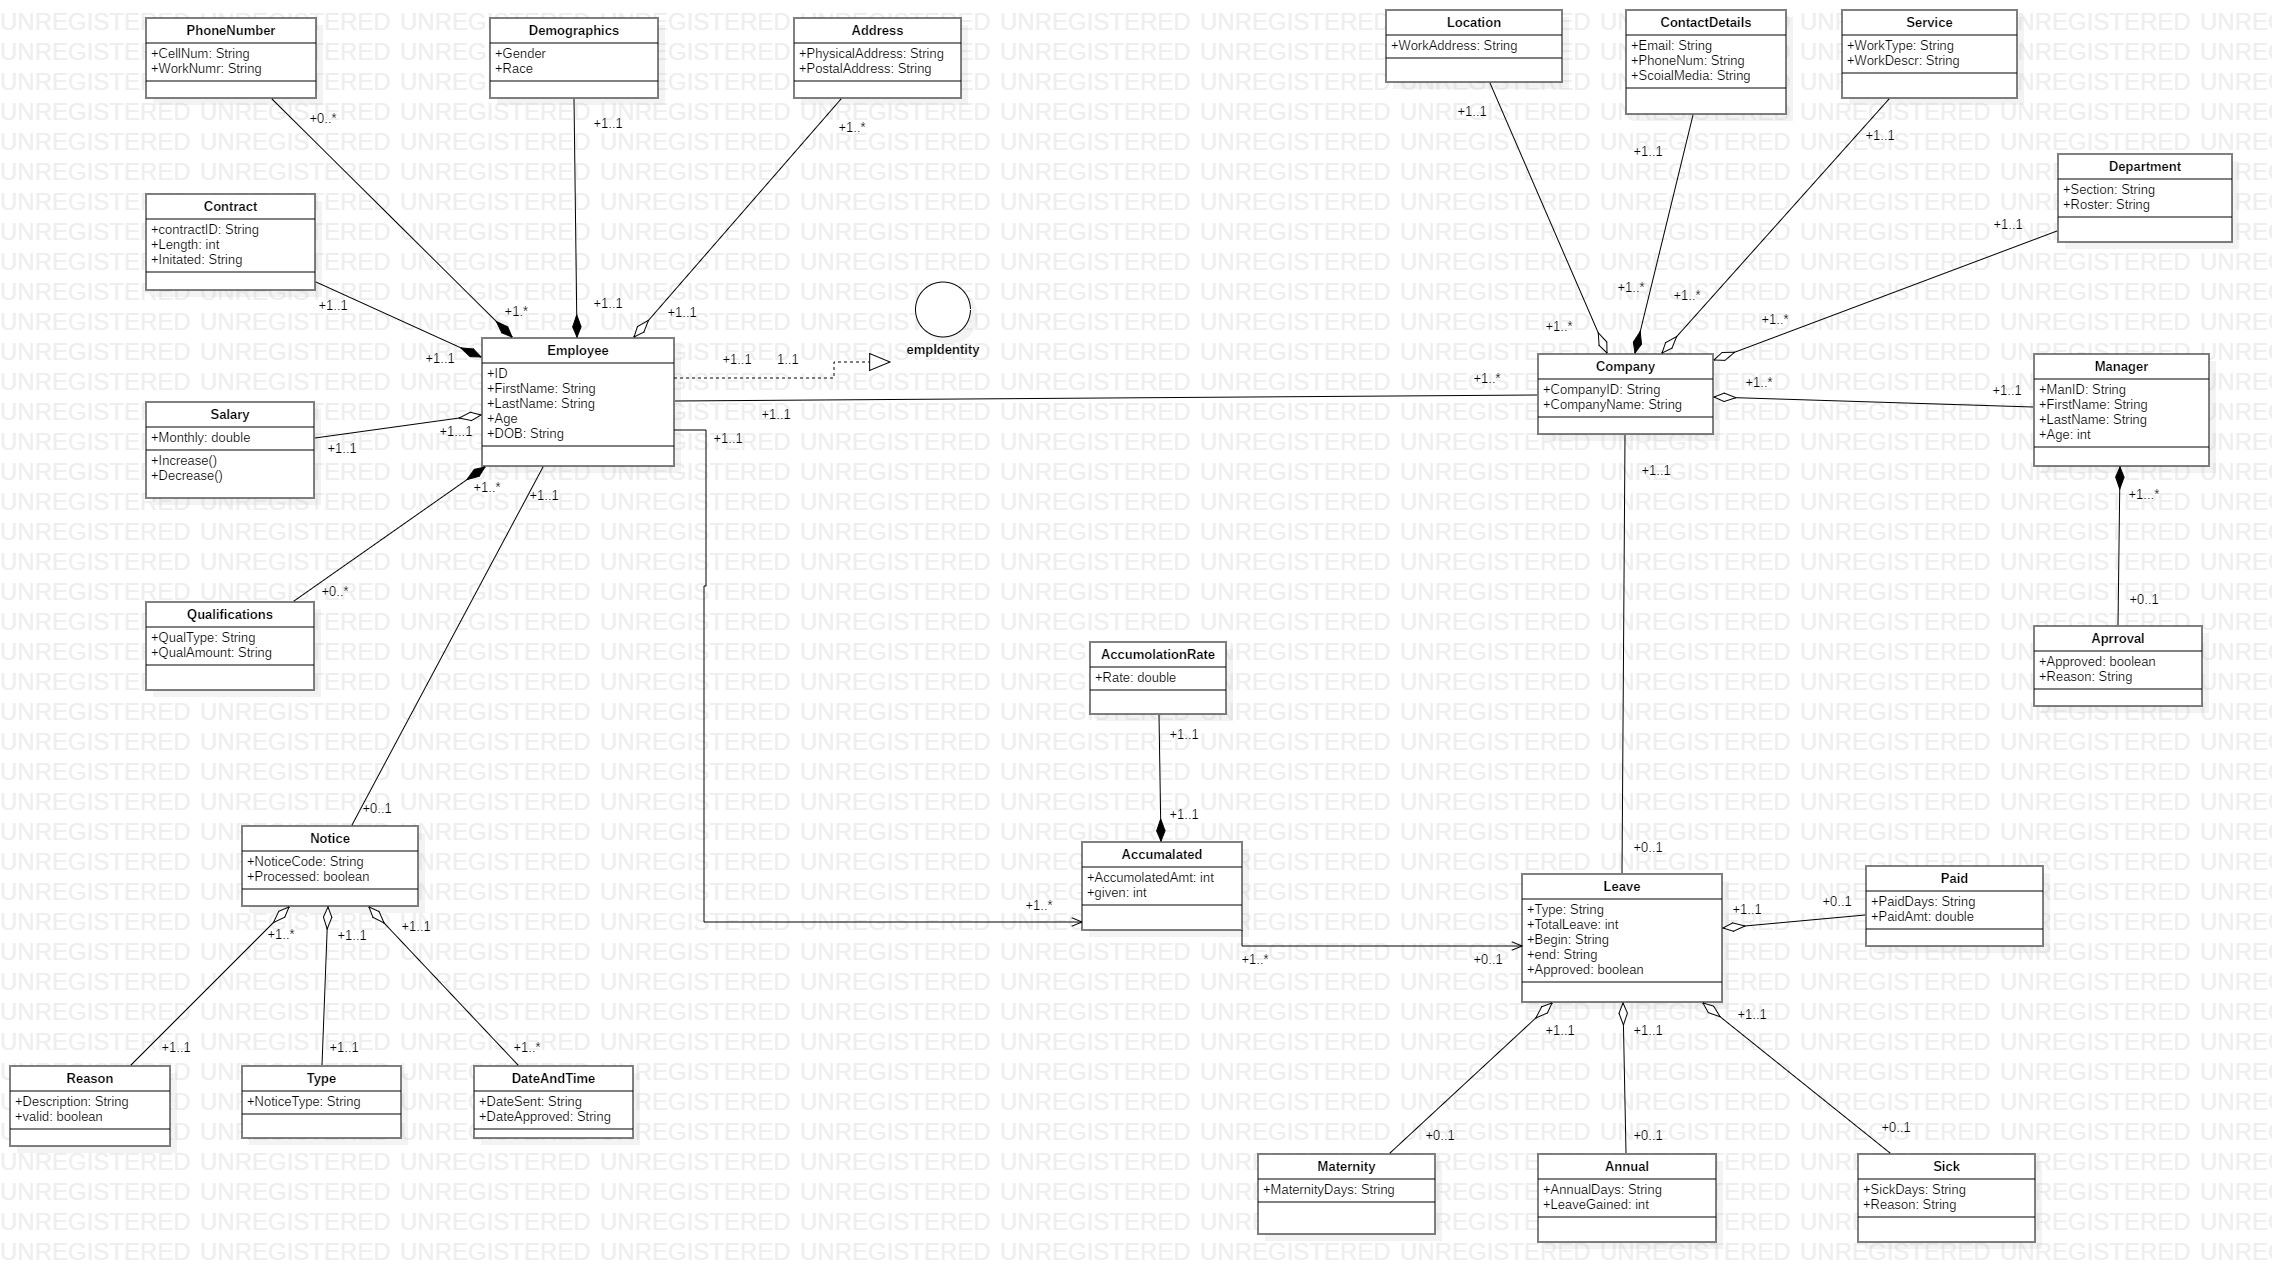 PhoneNumber
+CellNum: String
+WorkNumr: String
Demographics
+Gender
+Race
Address
+PhysicalAddress: String
+PostalAddress: String
Location
+WorkAddress: String
ContactDetails
+Email: String
+PhoneNum: String
+ScoialMedia: String
Service
+WorkType: String
+WorkDescr: String
+0..*
+1..1
+1..*
+1..1
+1..1
+1..1
Department
+Section: String
+Roster: String
+1..1
Contract
+contractID: String
+Length: int
+Initated: String
+1..1
+1..1
+1.*
+1..1
+1..1
empIdentity
+1..1
1..1
+1..*
+1..*
+1..*
+1..*
Employee
+ID
+FirstName: String
+LastName: String
+Age
+DOB: String
+1..1
+1..*
Company
+CompanyID: String
+CompanyName: String
+1..*
+1..1
Manager
+ManID: String
+FirstName: String
+LastName: String
+Age: int
Salary
+Monthly: double
+Increase()
+Decrease()
+1..1
+1...1
+1..1
+1..*
+1..1
+1..1
+1...*
+0..*
+0..1
Qualifications
+QualType: String
+QualAmount: String
AccumolationRate
+Rate: double
Aprroval
+Approved: boolean
+Reason: String
+1..1
+1..1
+0..1
Notice
+NoticeCode: String
+Processed: boolean
Accumalated
+AccumolatedAmt: int
+given: int
+1..*
+0..1
Leave
+Type: String
+TotalLeave: int
+Begin: String
+end: String
+Approved: boolean
+1..1
+0..1
Paid
+PaidDays: String
+PaidAmt: double
+1..*
+1..1
+1..1
+1..*
+0..1
+1..1
+1..1
+1..1
+1..1
+1..1
+1..*
Reason
+Description: String
+valid: boolean
Type
+NoticeType: String
DateAndTime
+DateSent: String
+DateApproved: String
+0..1
+0..1
+0..1
Maternity
+MaternityDays: String
Annual
+AnnualDays: String
+LeaveGained: int
Sick
+SickDays: String
+Reason: String
UNREGISTERED